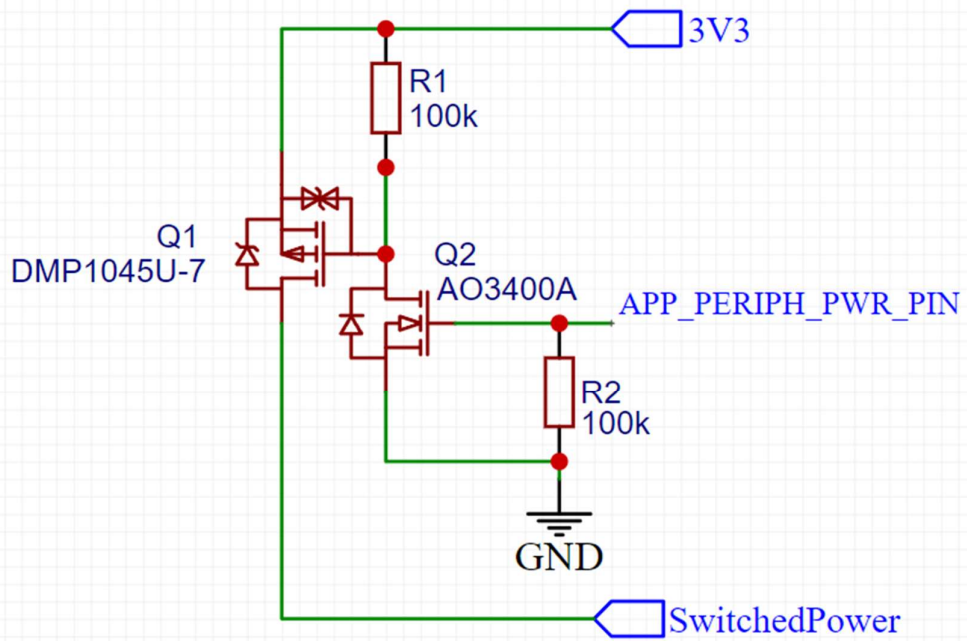 3V3
R1
100k
Q1
DMP1045U-7
Q2
AO3400A
APP_PERIPH_PWR_PIN
R2
100k
GND
SwitchedPower